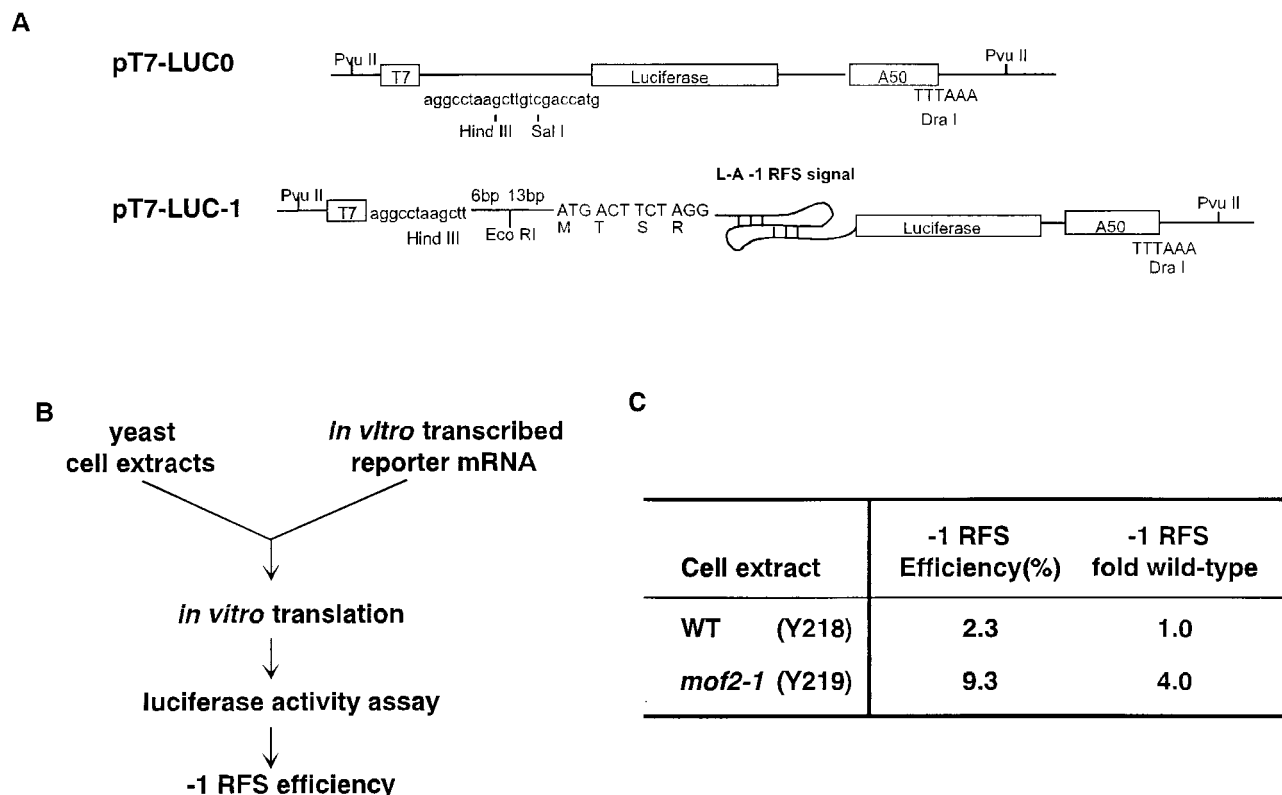 A
pT7-LUC0
Pvu II
T7
Luciferase
A50
Pvu II
aggcctaagcttgtcgaccatg
TTTAAA
Hind III
Sal I
Dra I
L-A -1 RFS signal
pT7-LUC-1
Pvu II
T7
aggcctaagctt
6bp 13bp
ATG ACT TCT AGG
Hind III
Eco RI
M T S R
Luciferase
A50
Pvu II
TTTAAA
Dra I
B
yeast
cell extracts
in vitro transcribed
reporter mRNA
in vitro translation
luciferase activity assay
-1 RFS efficiency
C
Cell extract
-1 RFS
Efficiency(%)
-1 RFS
fold wild-type
WT (Y218) 2.3 1.0
mof2-1 (Y219) 9.3 4.0